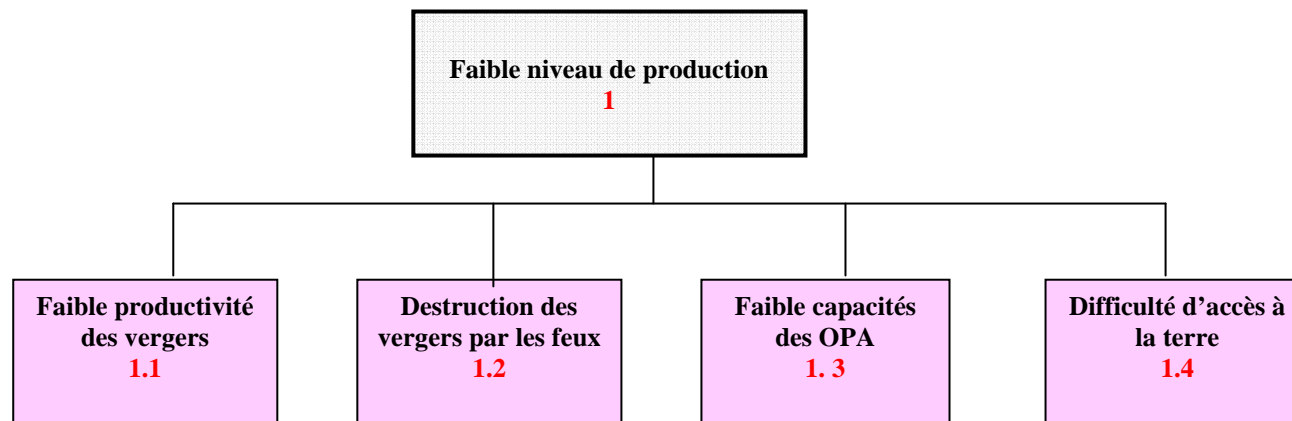 Faible niveau de production
1
Faible productivité
des vergers
1.1
Destruction des
vergers par les feux
1.2
Faible capacités
des OPA
1. 3
Difficulté d’accès à
la terre
1.4